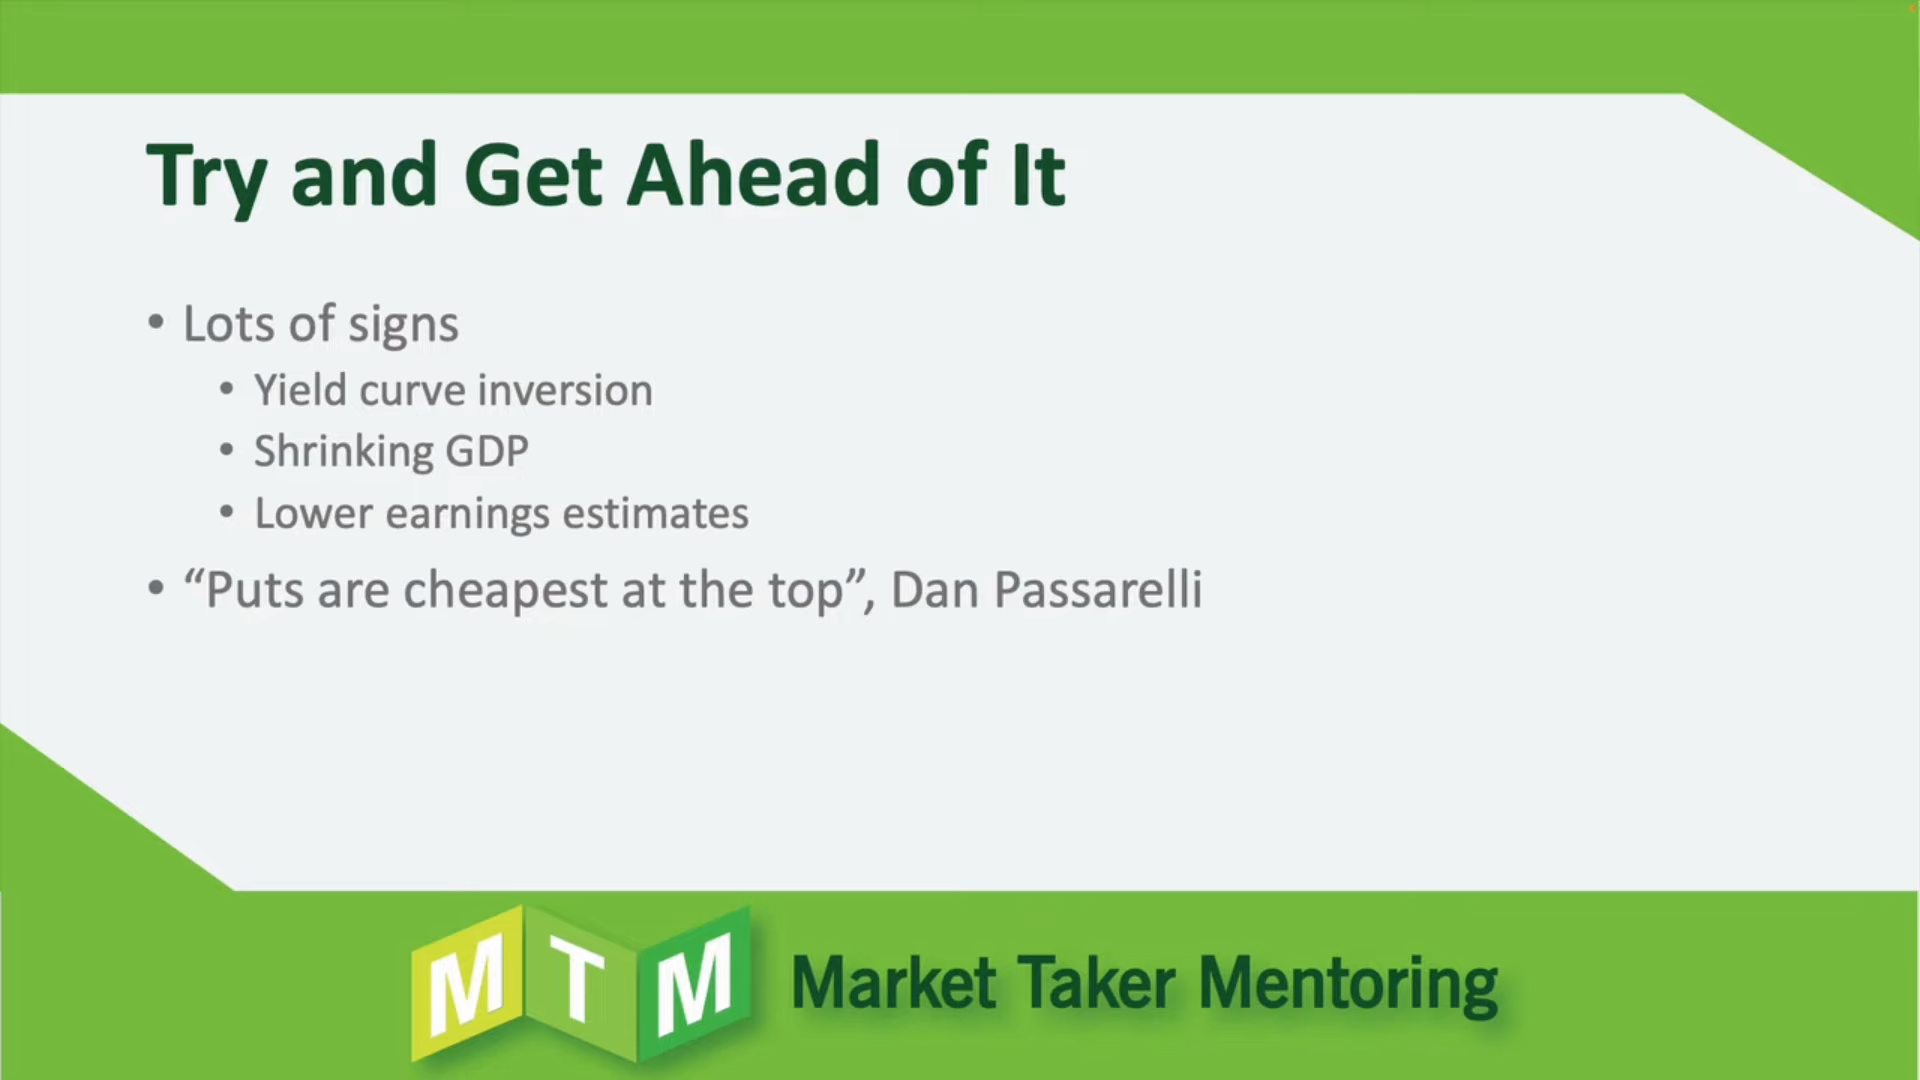 Try and Get Ahead of It
• Lots of signs
• Yield curve inversion
• Shrinking GDP
• Lower earnings estimates
• “Puts are cheapest at the top”, Dan Passarelli
MTM Market Taker Mentoring